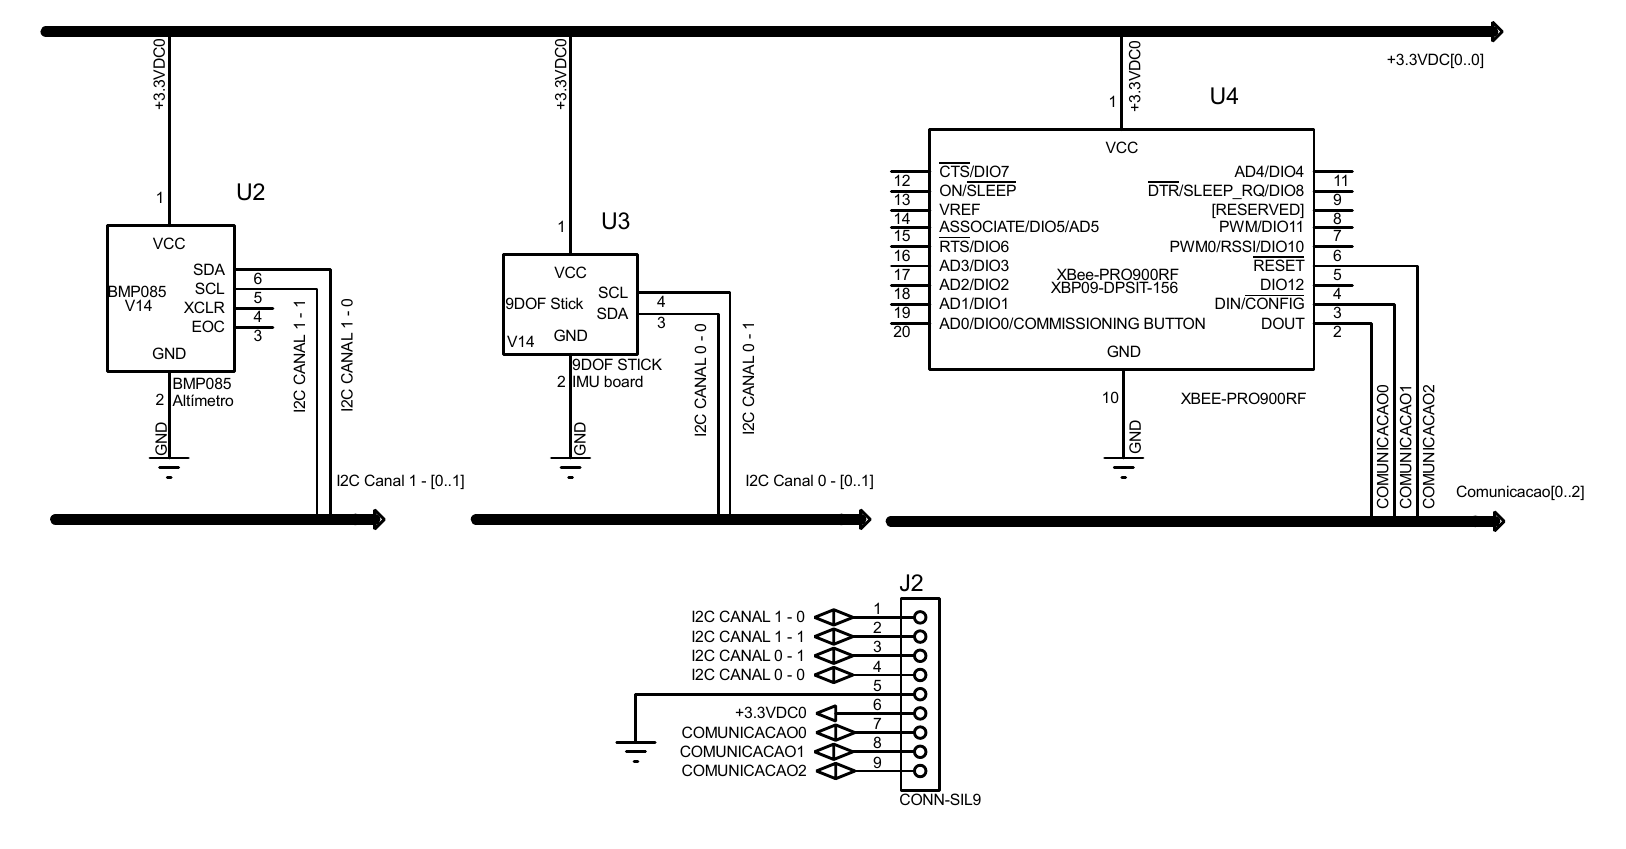 +3.3VDC[0..0]
+3.3VDC0
1
U2
VCC
BMP085
V14
SDA
6
SCL
5
XCLR
4
EOC
3
GND
BMP085
Altímetro
2
GND
I2C CANAL 1 - 1
I2C CANAL 1 - 0
I2C Canal 1 - [0..1]
+3.3VDC0
1
U3
VCC
SCL
4
9DOF Stick
SDA
3
V14
GND
9DOF STICK
IMU board
2
GND
I2C CANAL 0 - 0
I2C CANAL 0 - 1
I2C Canal 0 - [0..1]
+3.3VDC0
1
U4
VCC
CTS/DIO7
12
ON/SLEEP
13
VREF
14
ASSOCIATE/DIO5/AD5
15
RTS/DIO6
16
AD3/DIO3
17
AD2/DIO2
18
AD1/DIO1
19
AD0/DIO0/COMMISSIONING BUTTON
20
XBee-PRO900RF
XBP09-DPSIT-156
AD4/DIO4
11
DTR/SLEEP_RQ/DIO8
9
[RESERVED]
8
PWM/DIO11
7
PWM0/RSSI/DIO10
6
RESET
5
DIO12
4
DIN/CONFIG
3
DOUT
2
GND
10
XBEE-PRO900RF
GND
COMUNICACAO0
COMUNICACAO1
COMUNICACAO2
Comunicacao[0..2]
J2
I2C CANAL 1 - 0 1
I2C CANAL 1 - 1 2
I2C CANAL 0 - 1 3
I2C CANAL 0 - 0 4
5
+3.3VDC0 6
COMUNICACAO0 7
COMUNICACAO1 8
COMUNICACAO2 9
CONN-SIL9